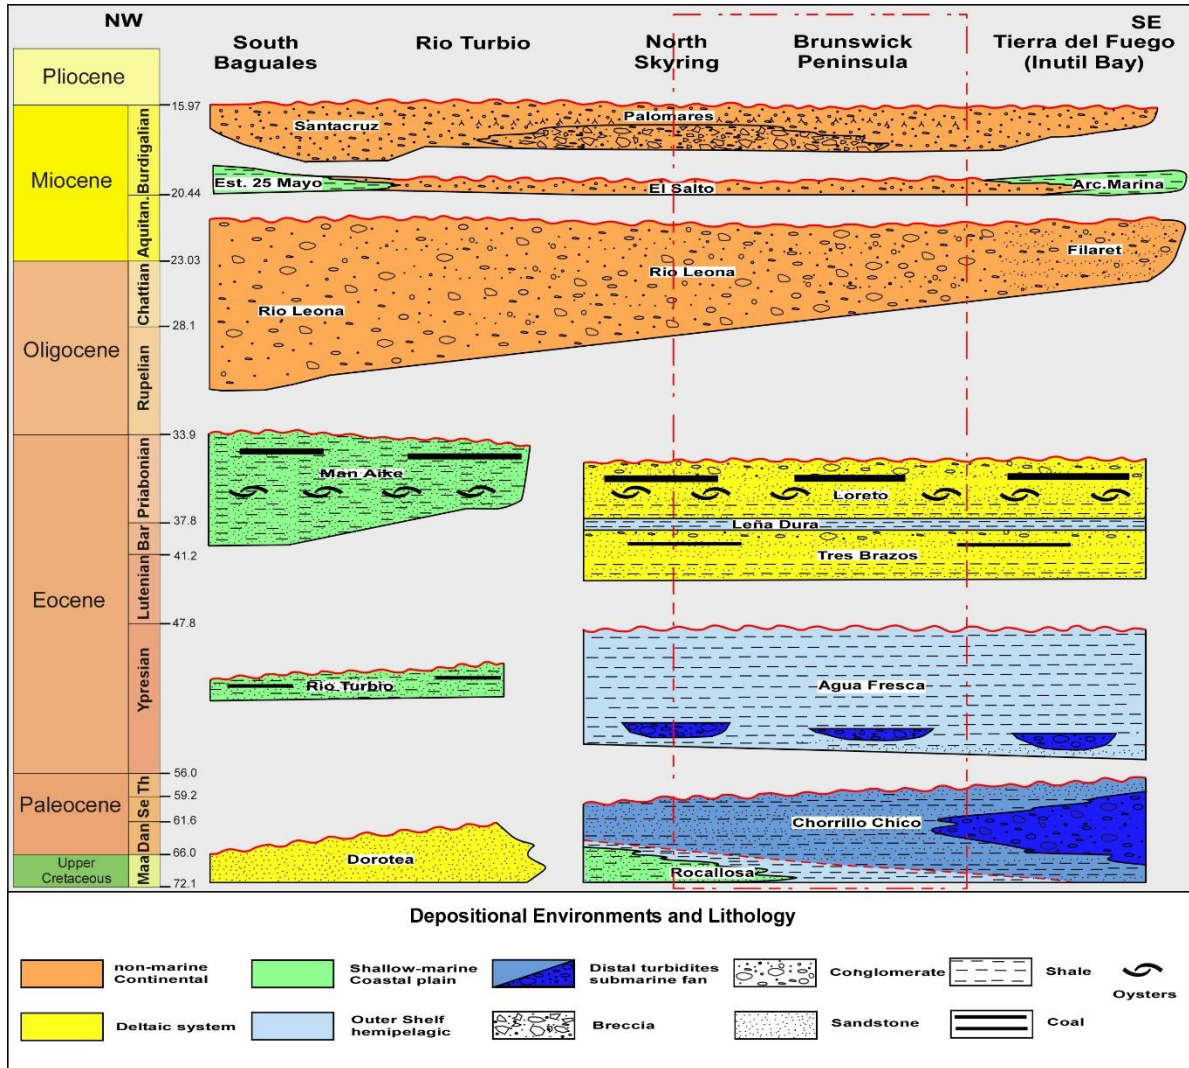 NW
SE
South
Baguales
Rio Turbio
North
Skyring
Brunswick
Peninsula
Tierra del Fuego
(Inutil Bay)
Pliocene
Miocene
Oligocene
Eocene
Paleocene
Upper
Cretaceous
Burdigalian
Aquitan.
Chattian
Rupelian
Priabonian
Bar
Lutenian
Ypresian
Th
Se
Dan
Maa
15.97
20.44
23.03
28.1
33.9
37.8
41.2
47.8
56.0
59.2
61.6
66.0
72.1
Santacruz
Palomares
Est. 25 Mayo
El Salto
Arc.Marina
Rio Leona
Rio Leona
Filaret
Man Aike
Loreto
Leña Dura
Tres Brazos
Rio Turbio
Agua Fresca
Chorrillo Chico
Dorotea
Rocallosa
Depositional Environments and Lithology
non-marine
Continental
Shallow-marine
Coastal plain
Distal turbidites
submarine fan
Conglomerate
Shale
Oysters
Deltaic system
Outer Shelf
hemipelagic
Breccia
Sandstone
Coal